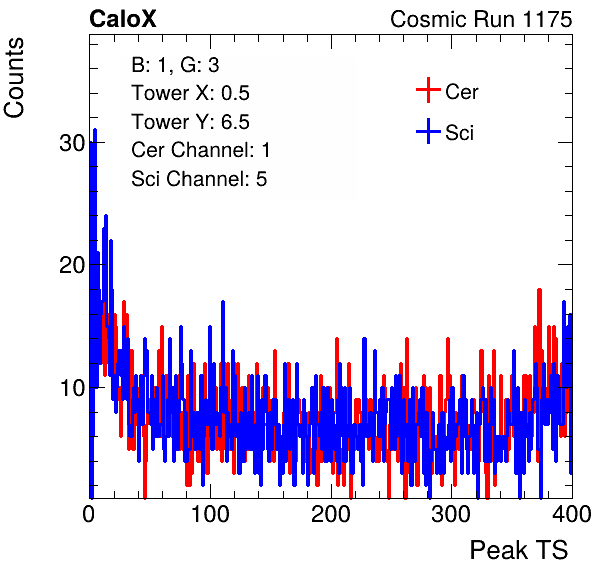 CaloX
Cosmic Run 1175
Counts
B: 1, G: 3
Tower X: 0.5
Tower Y: 6.5
Cer Channel: 1
Sci Channel: 5
Cer
Sci
30
20
10
0
100
200
300
400
Peak TS